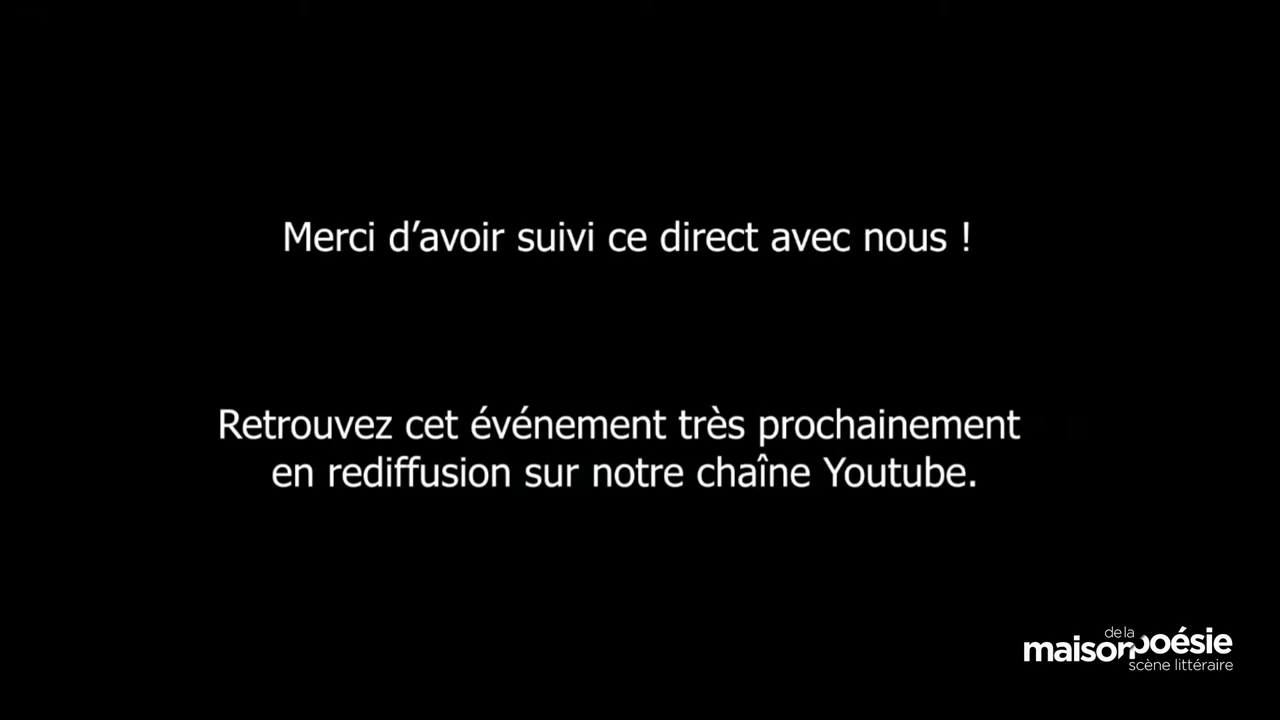 Merci d’avoir suivi ce direct avec nous !
Retrouvez cet événement très prochainement
en rediffusion sur notre chaîne Youtube.
maison de la poésie
scène littéraire